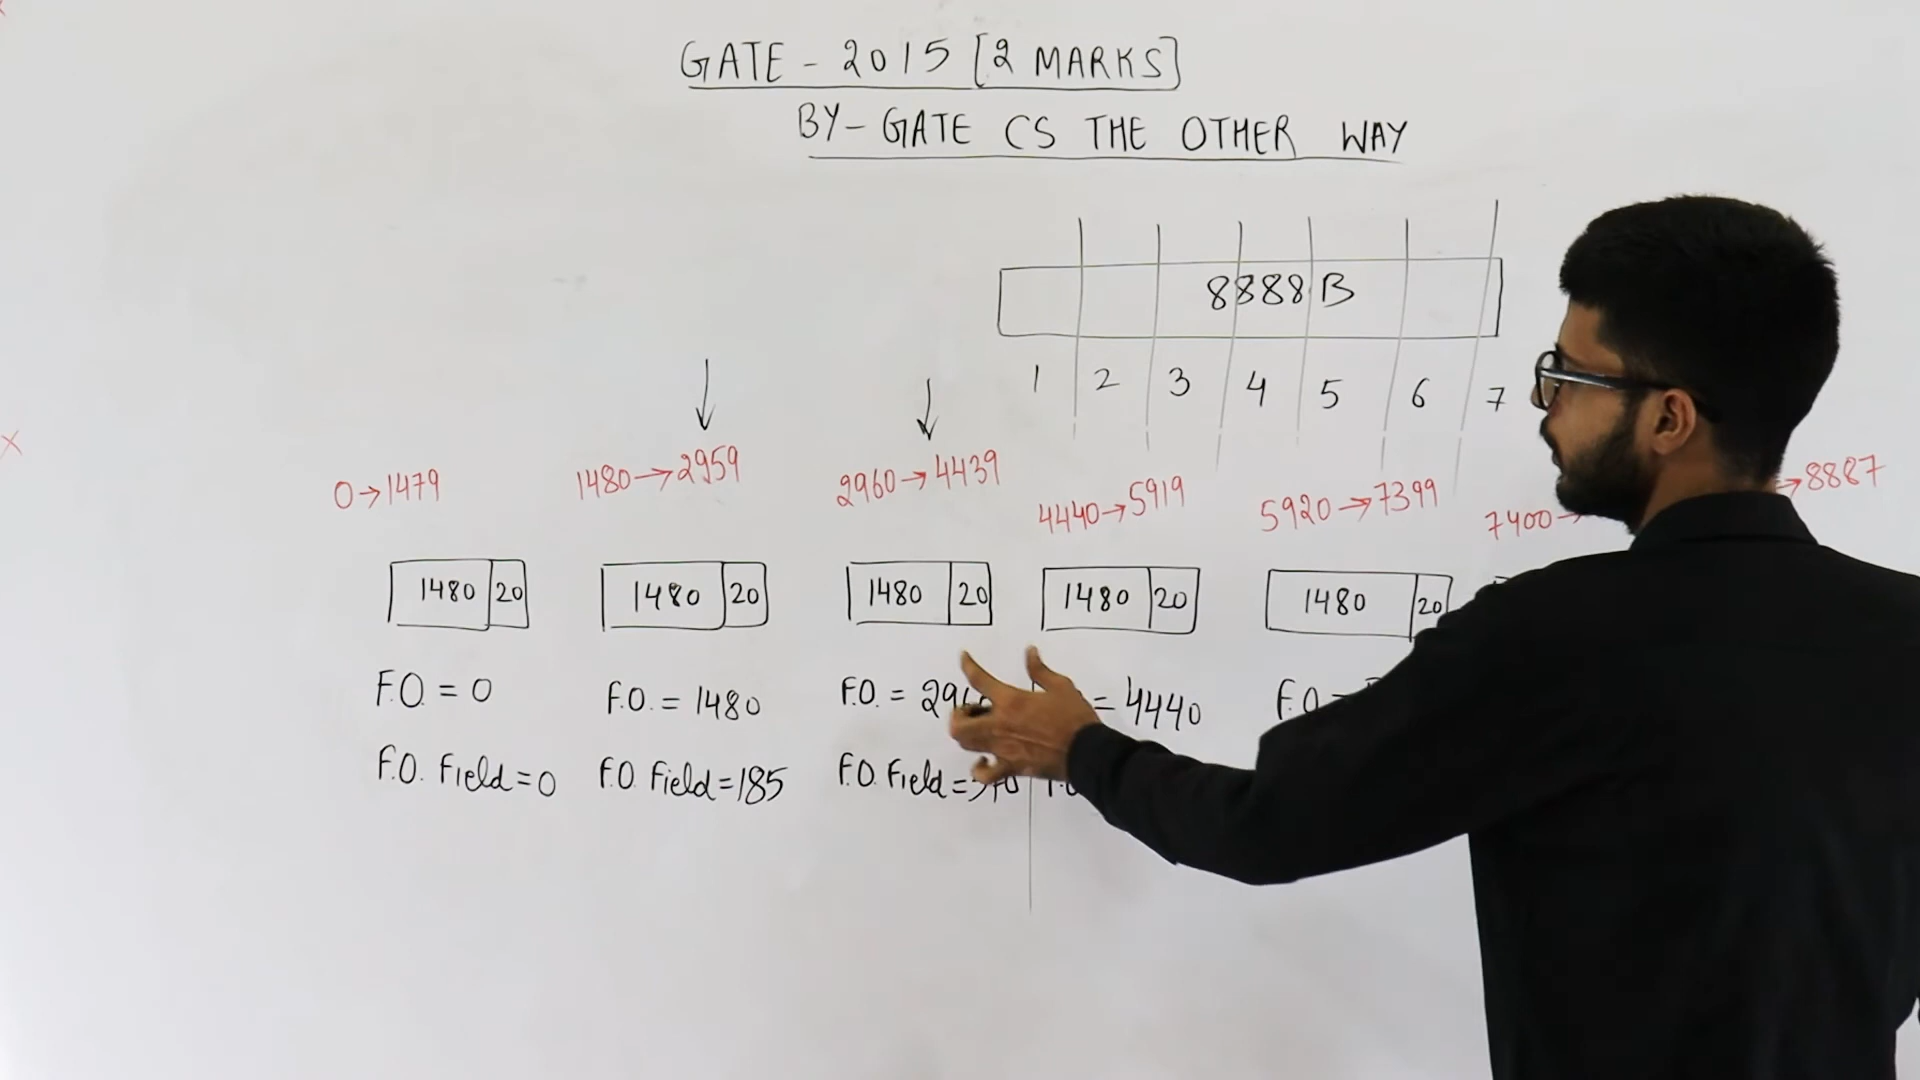 GATE - 2015 [2 MARKS]
BY - GATE CS THE OTHER WAY
8888 B
1 2 3 4 5 6 7
0→1479 1480→2959 2960→4439 4440→5919 5920→7399 7400→ →8887
1480 20 1480 20 1480 20 1480 20 1480 20
F.O = 0 F.O. = 1480 F.O. = = 4440 F.O
F.O. Field = 0 F.O. Field = 185 F.O. Field =